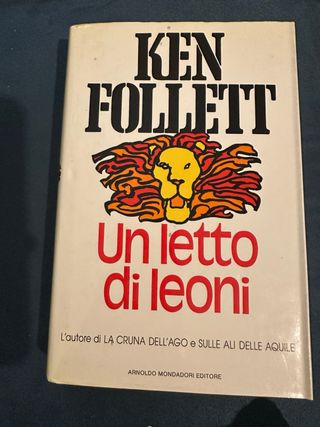 KEN
FOLLETT
Un letto
di leoni
L'autore di LA CRUNA DELL'AGO e SULLE ALI DELLE AQUILE
ARNOLDO MONDADORI EDITORE